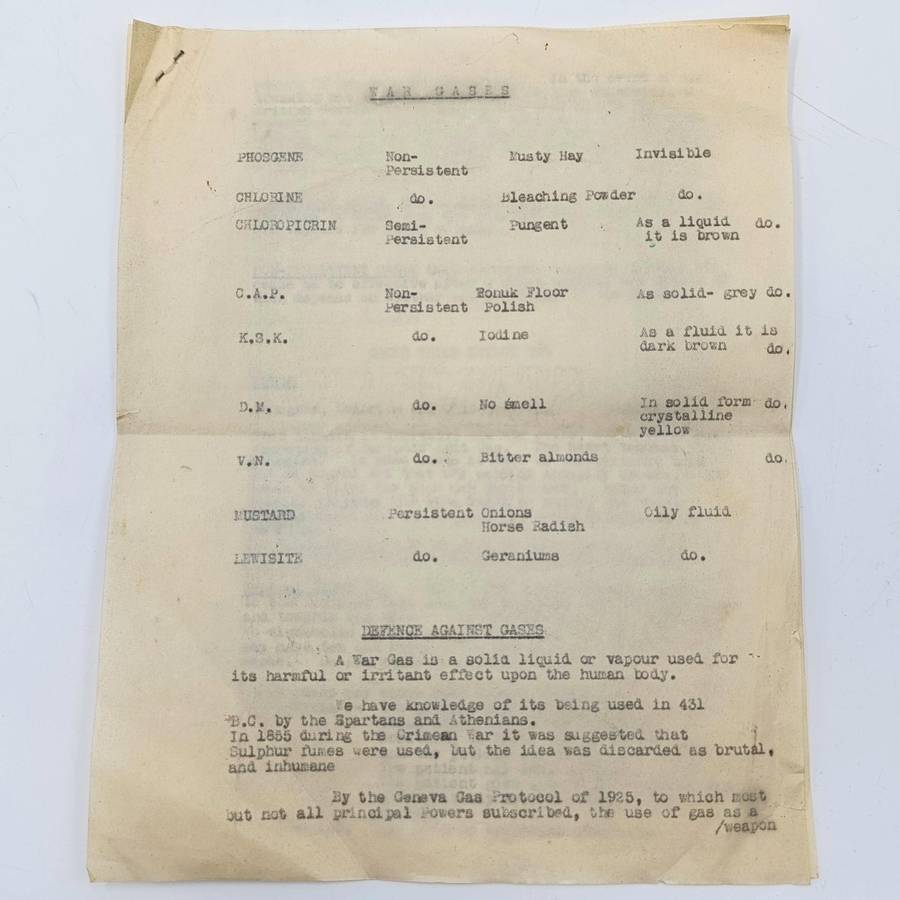 WAR GASES
PHOSGENE Non- Musty Hay Invisible
Persistent
CHLORINE do. Bleaching Powder do.
CHLOROPICRIN Semi- Pungent As a liquid do.
Persistent it is brown
C.A.P. Non- Ronuk Floor As solid- grey do.
Persistent Polish
K.S.K. do. Iodine As a fluid it is
dark brown do.
D.M. do. No smell In solid form do.
crystalline
yellow
V.N. do. Bitter almonds do.
MUSTARD Persistent Onions Oily fluid
Horse Radish
LEWISITE do. Geraniums do.
DEFENCE AGAINST GASES
A War Gas is a solid liquid or vapour used for
its harmful or irritant effect upon the human body.
We have knowledge of its being used in 431
B.C. by the Spartans and Athenians.
In 1855 during the Crimean War it was suggested that
Sulphur fumes were used, but the idea was discarded as brutal,
and inhumane
By the Geneva Gas Protocol of 1925, to which most
but not all principal Powers subscribed, the use of gas as a
/weapon